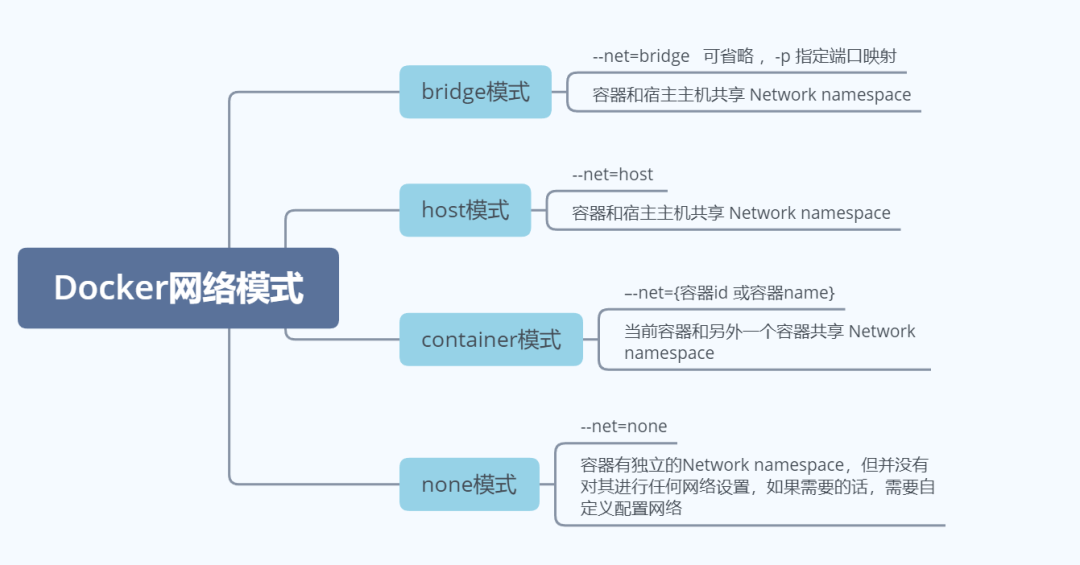 Docker网络模式
bridge模式
--net=bridge 可省略 ，-p 指定端口映射
容器和宿主主机共享 Network namespace
host模式
--net=host
容器和宿主主机共享 Network namespace
container模式
–-net={容器id 或容器name}
当前容器和另外一个容器共享 Network
namespace
none模式
--net=none
容器有独立的Network namespace，但并没有
对其进行任何网络设置，如果需要的话，需要自
定义配置网络